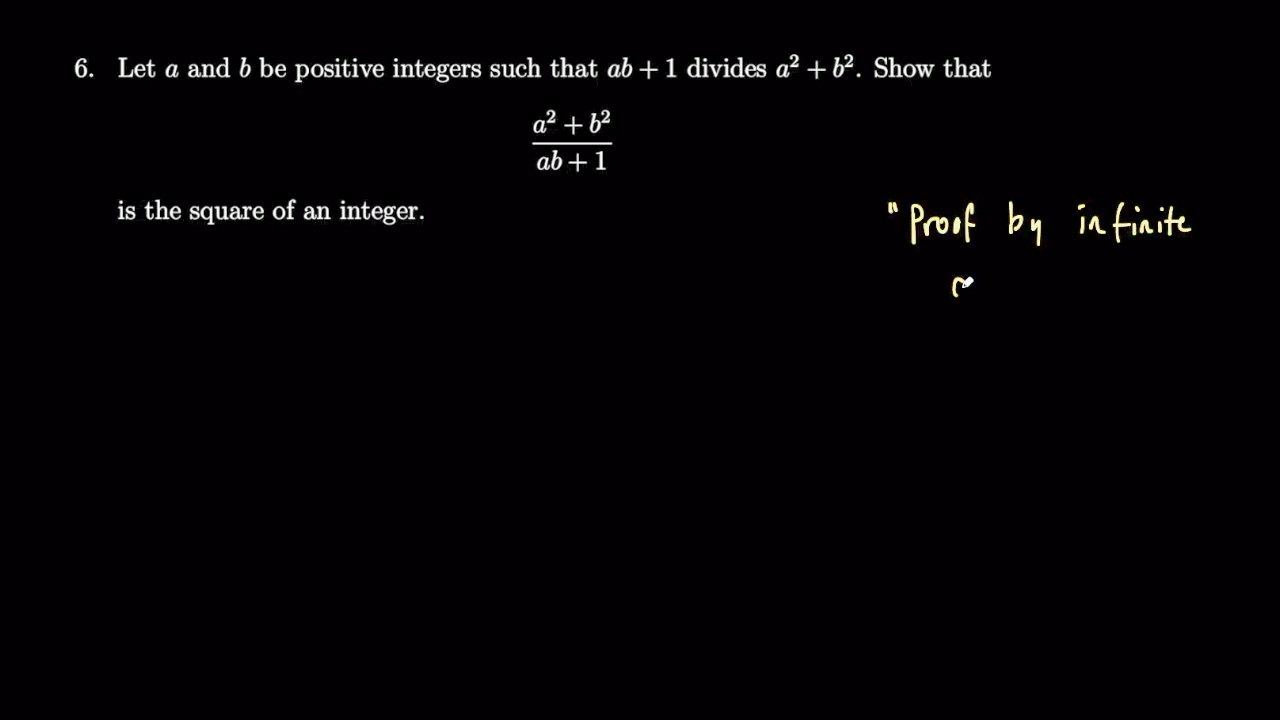 6. Let a and b be positive integers such that ab + 1 divides a² + b². Show that
a² + b²
ab + 1
is the square of an integer.
"Proof by infinite